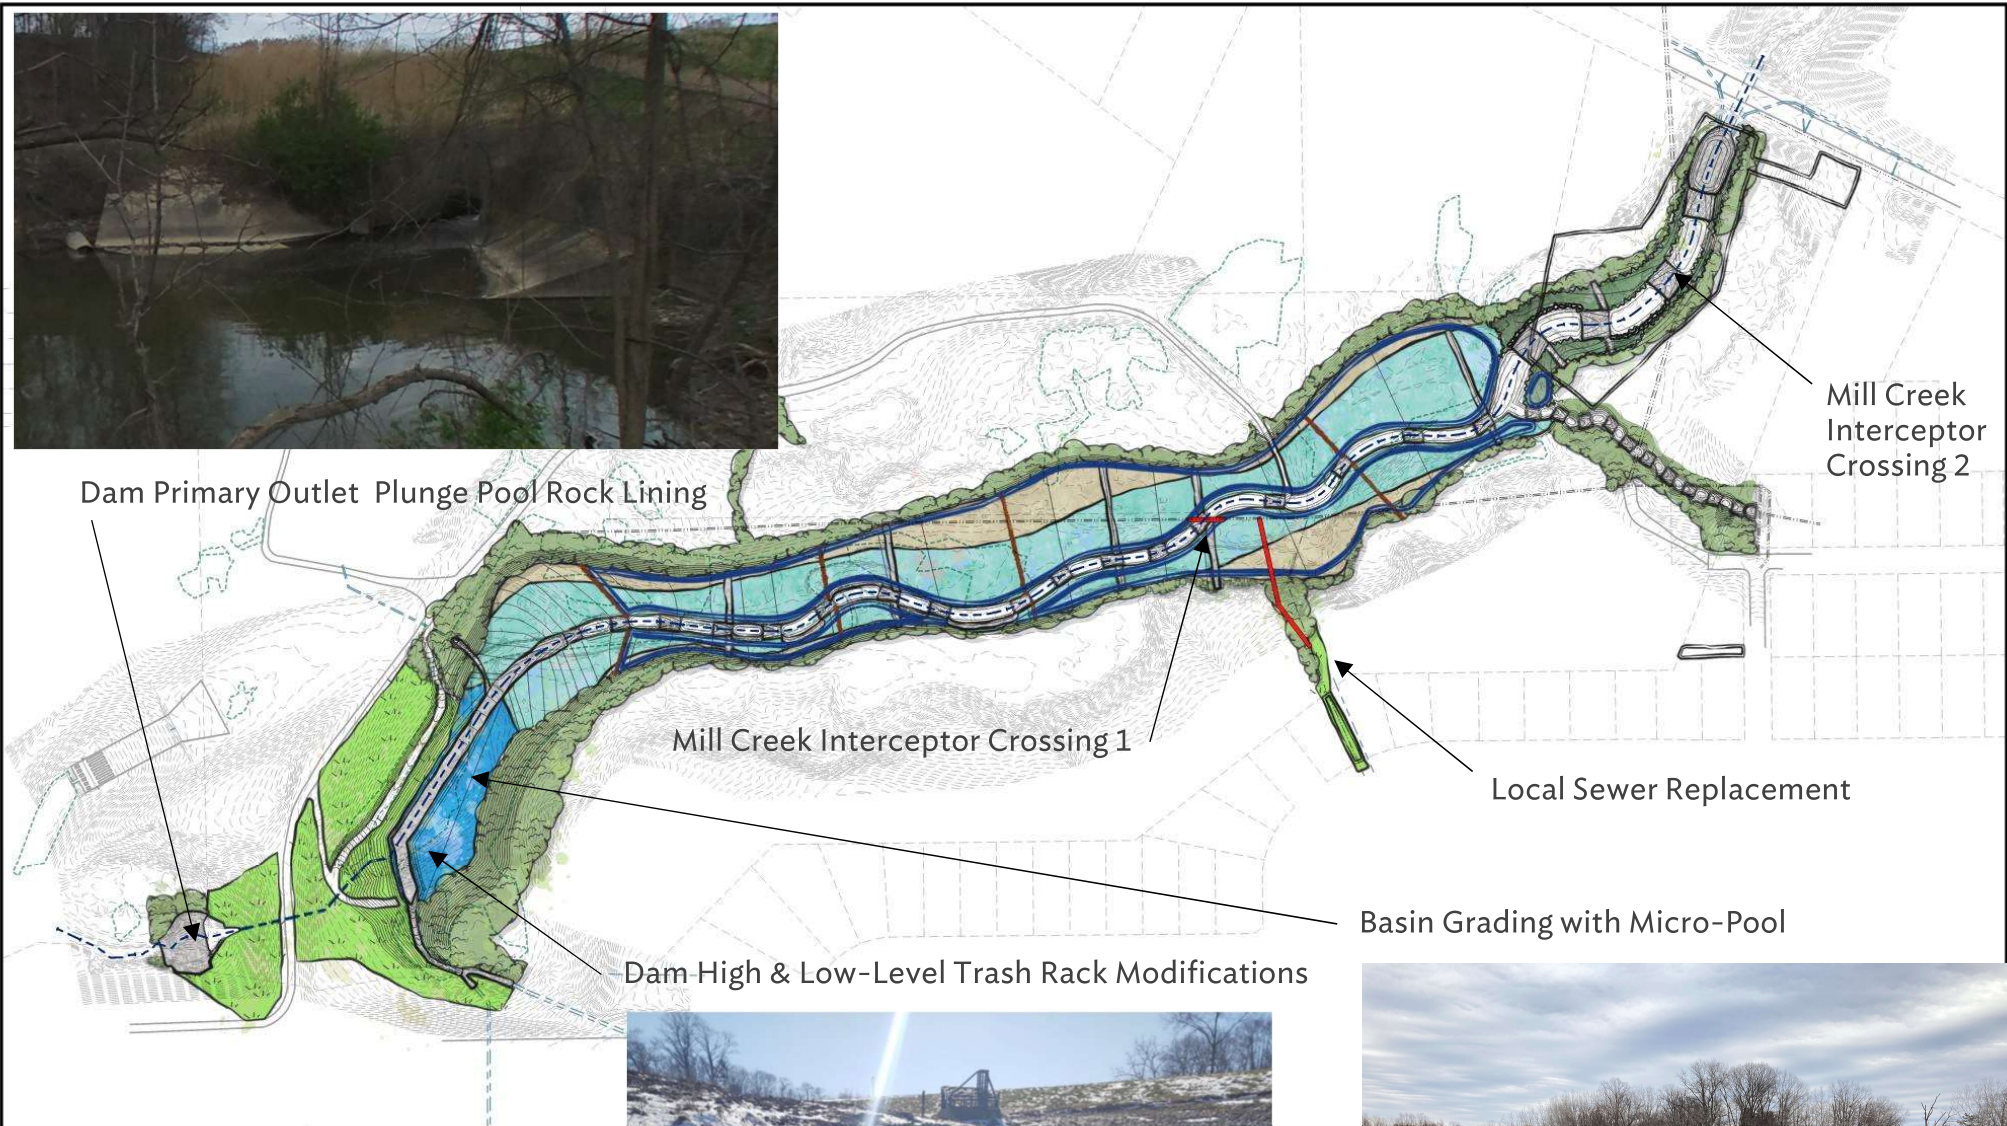 Dam Primary Outlet Plunge Pool Rock Lining
Mill Creek
Interceptor
Crossing 2
Mill Creek Interceptor Crossing 1
Local Sewer Replacement
Basin Grading with Micro-Pool
Dam High & Low-Level Trash Rack Modifications